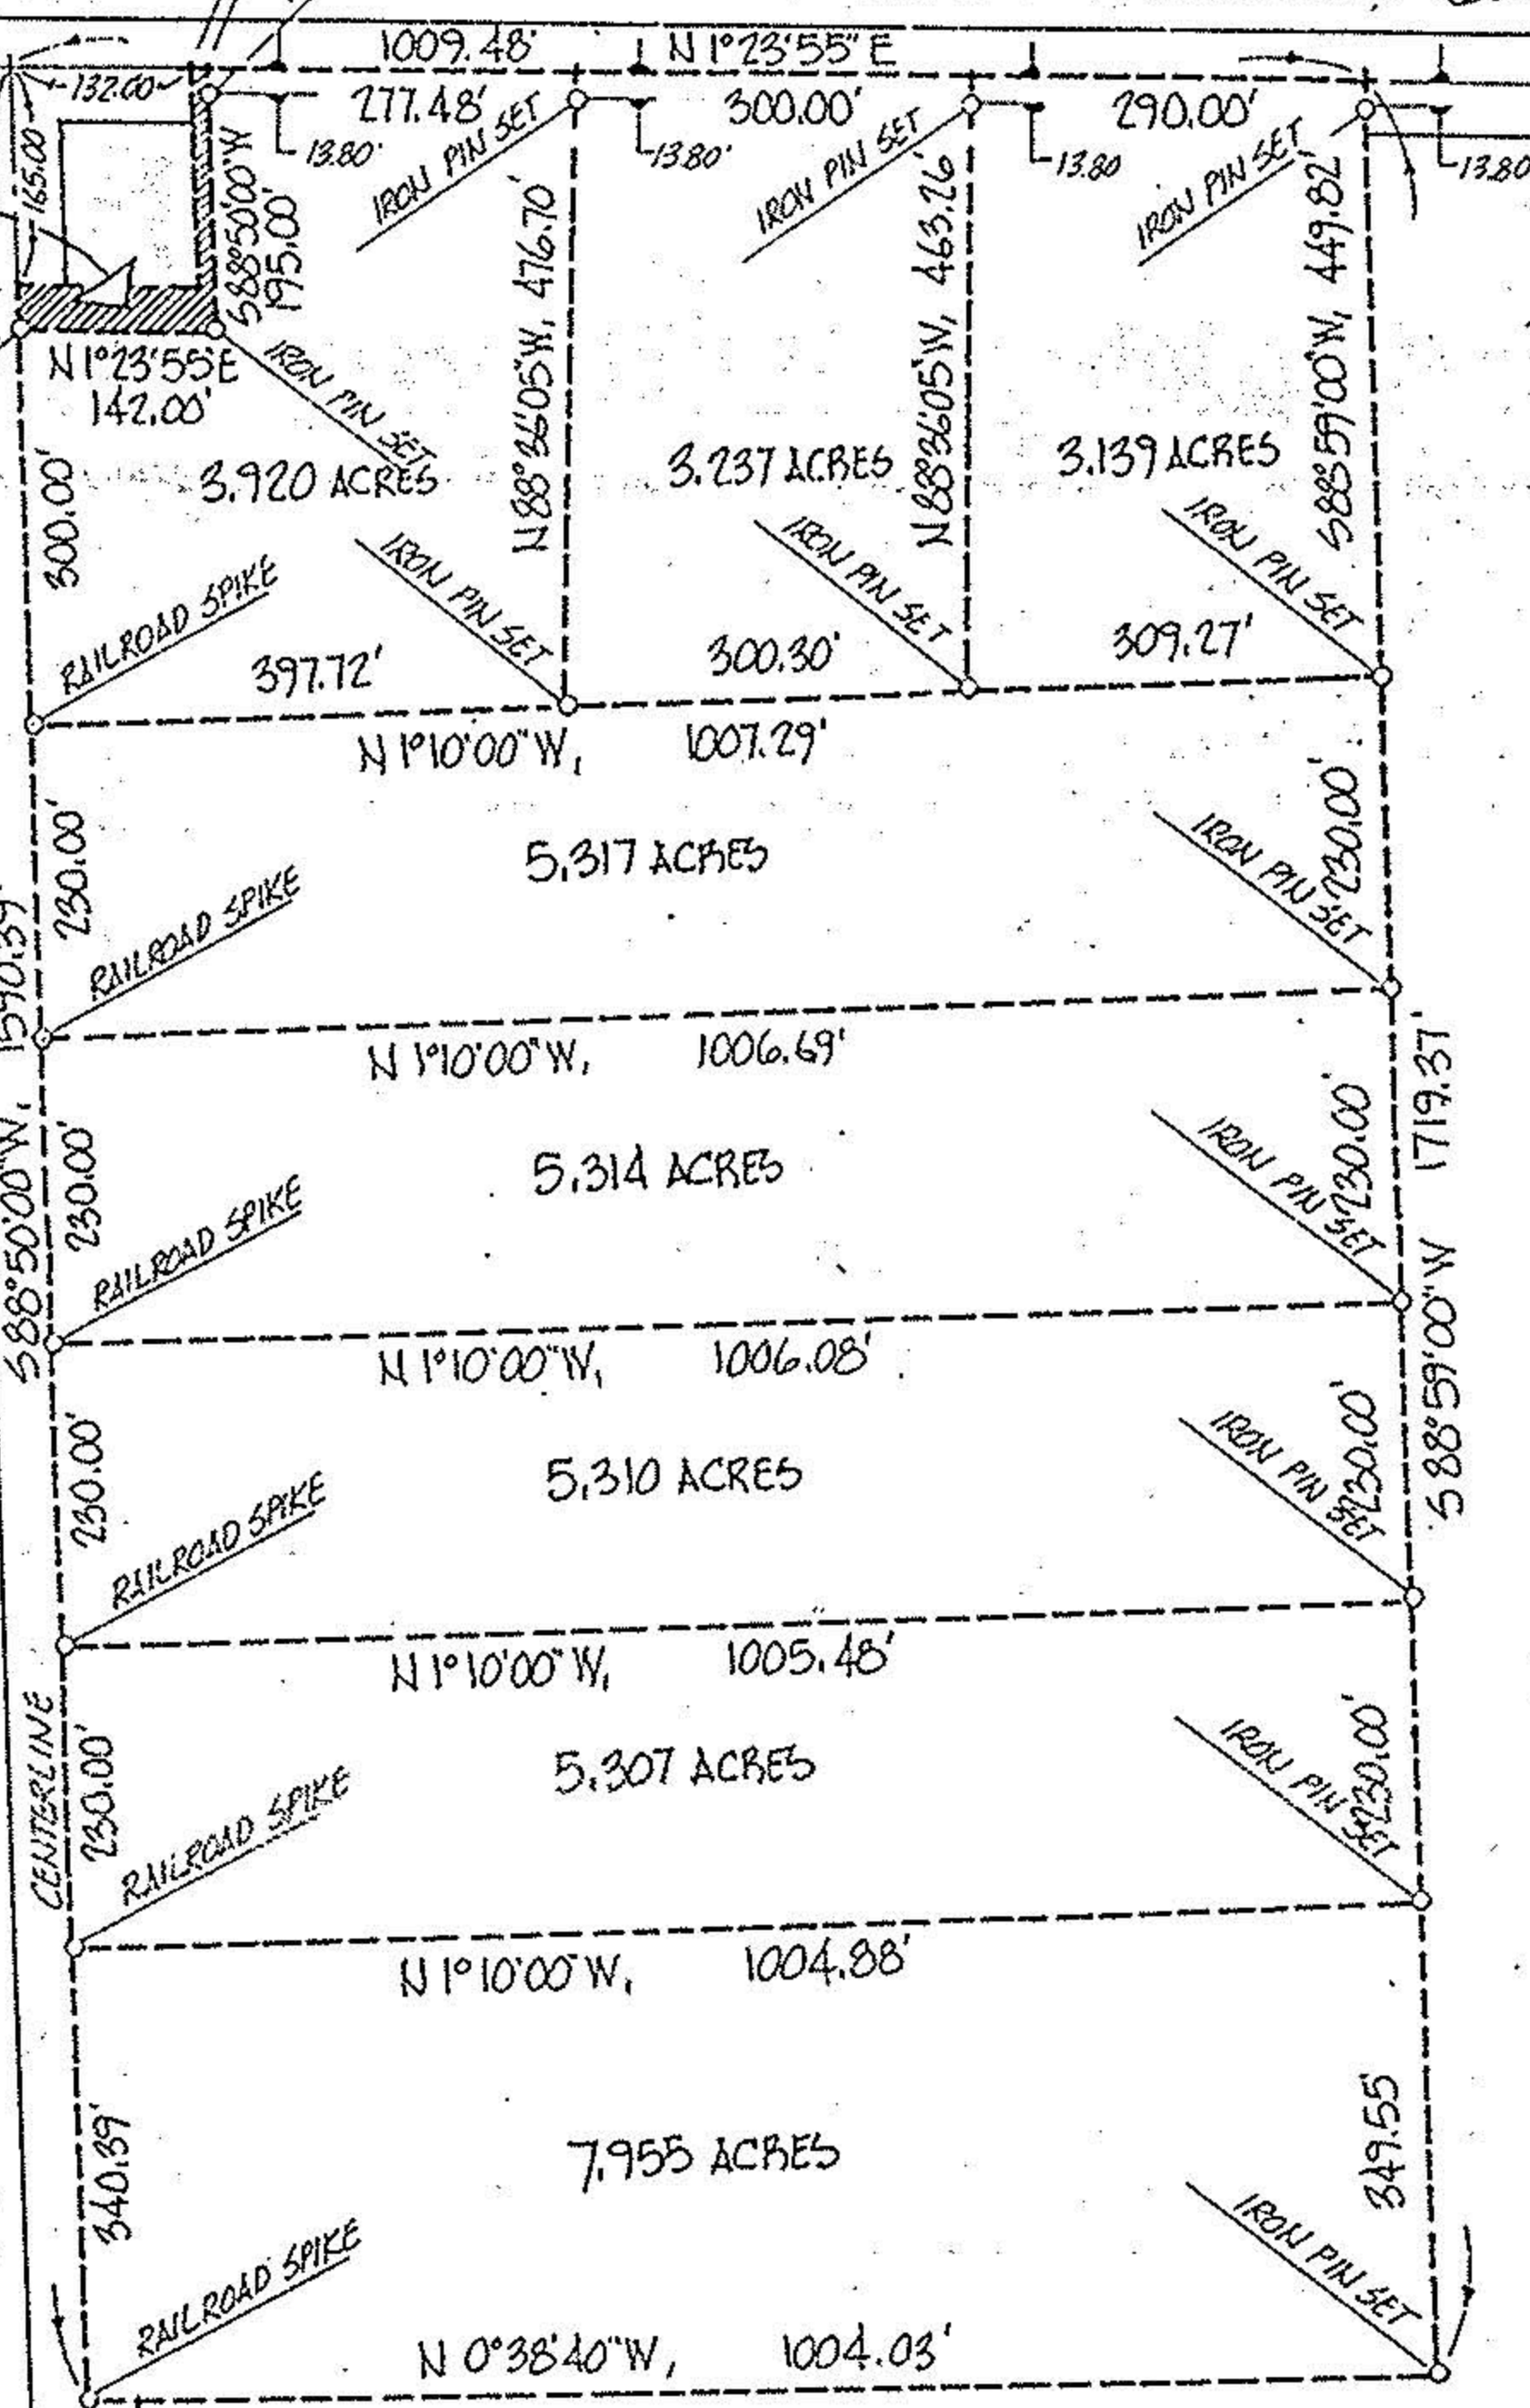 1009.48'
N 1°23'55" E
132.00
277.48'
300.00'
290.00'
13.80'
13.80'
13.80
13.80
165.00
S88°50'00"W
195.00'
IRON PIN SET
IRON PIN SET
IRON PIN SET
N88°36'05"W, 476.70'
N88°36'05"W, 463.26'
S88°59'00"W, 449.82'
N 1°23'55"E
142.00'
IRON PIN SET
300.00'
3.920 ACRES
3.237 ACRES
3.139 ACRES
RAILROAD SPIKE
IRON PIN SET
IRON PIN SET
IRON PIN SET
397.72'
300.30'
309.27'
N 1°10'00"W, 1007.29'
230.00'
5.317 ACRES
230.00'
RAILROAD SPIKE
IRON PIN SET
N 1°10'00"W, 1006.69'
S88°50'00"W, 1590.39'
S 88°59'00"W 1719.37'
230.00'
5.314 ACRES
230.00'
RAILROAD SPIKE
IRON PIN SET
N 1°10'00"W, 1006.08'
230.00'
5.310 ACRES
230.00'
RAILROAD SPIKE
IRON PIN SET
N 1°10'00"W, 1005.48'
CENTERLINE
230.00'
5.307 ACRES
230.00'
RAILROAD SPIKE
IRON PIN SET
N 1°10'00"W, 1004.88'
340.39'
7.955 ACRES
349.55'
RAILROAD SPIKE
IRON PIN SET
N 0°38'40"W, 1004.03'